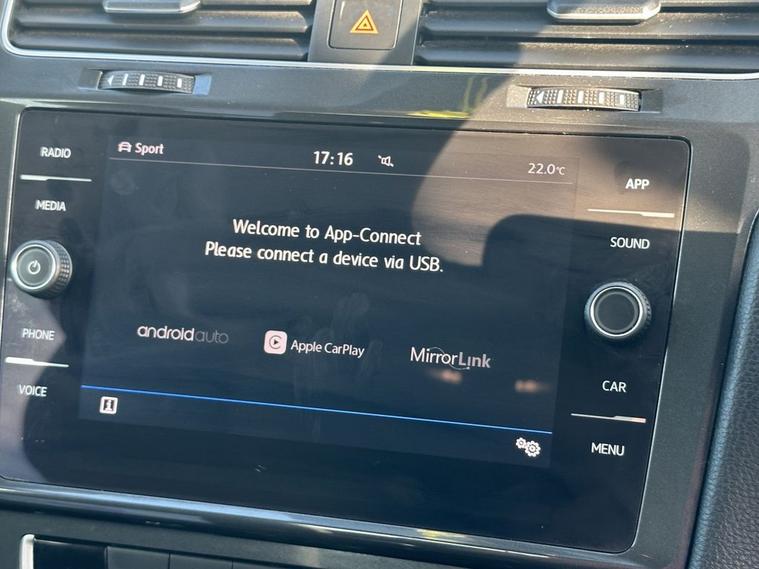 RADIO
MEDIA
PHONE
VOICE
Sport
17:16
22.0°C
Welcome to App-Connect
Please connect a device via USB.
androidauto
Apple CarPlay
MirrorLink
APP
SOUND
CAR
MENU